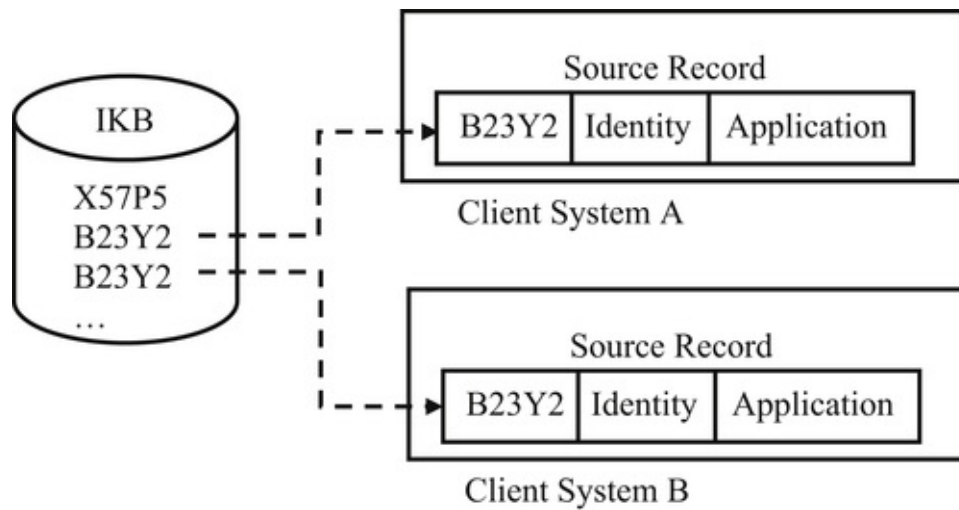 IKB
X57P5
B23Y2
B23Y2
...
Source Record
B23Y2 Identity Application
Client System A
Source Record
B23Y2 Identity Application
Client System B